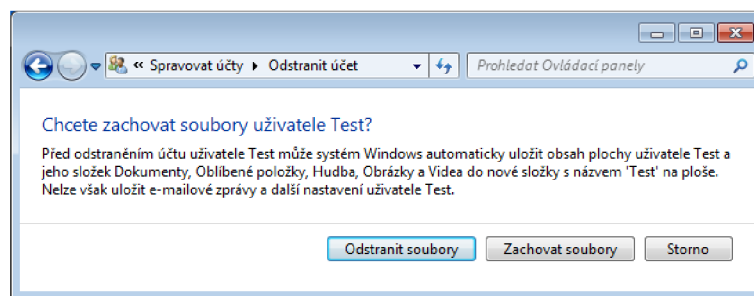 « Spravovat účty ▸ Odstranit účet Prohledat Ovládací panely
Chcete zachovat soubory uživatele Test?
Před odstraněním účtu uživatele Test může systém Windows automaticky uložit obsah plochy uživatele Test a
jeho složek Dokumenty, Oblíbené položky, Hudba, Obrázky a Videa do nové složky s názvem 'Test' na ploše.
Nelze však uložit e-mailové zprávy a další nastavení uživatele Test.
Odstranit soubory Zachovat soubory Storno